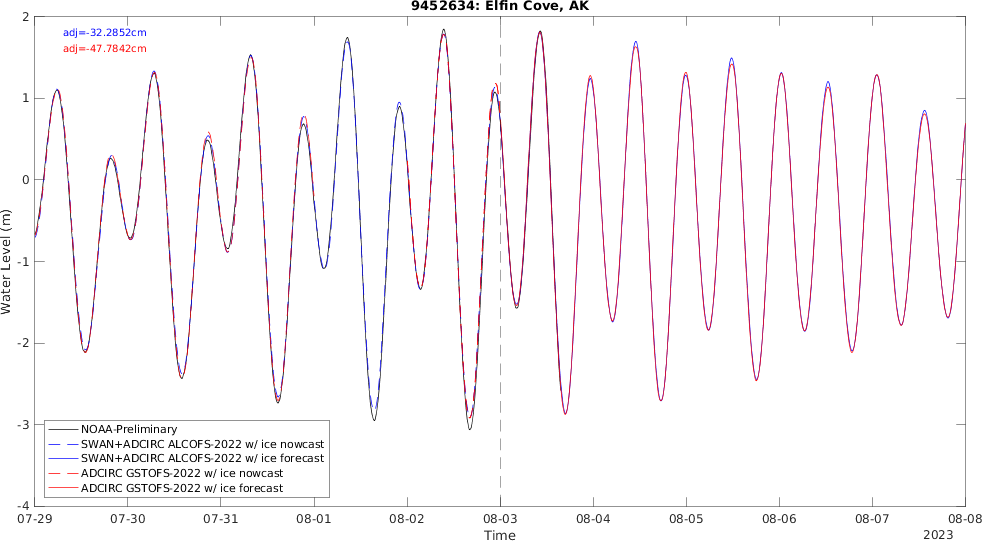 9452634: Elfin Cove, AK
adj=-32.2852cm
adj=-47.7842cm
2
1
0
-1
-2
-3
-4
Water Level (m)
NOAA-Preliminary
SWAN+ADCIRC ALCOFS-2022 w/ ice nowcast
SWAN+ADCIRC ALCOFS-2022 w/ ice forecast
ADCIRC GSTOFS-2022 w/ ice nowcast
ADCIRC GSTOFS-2022 w/ ice forecast
07-29 07-30 07-31 08-01 08-02 08-03 08-04 08-05 08-06 08-07 08-08
Time
2023